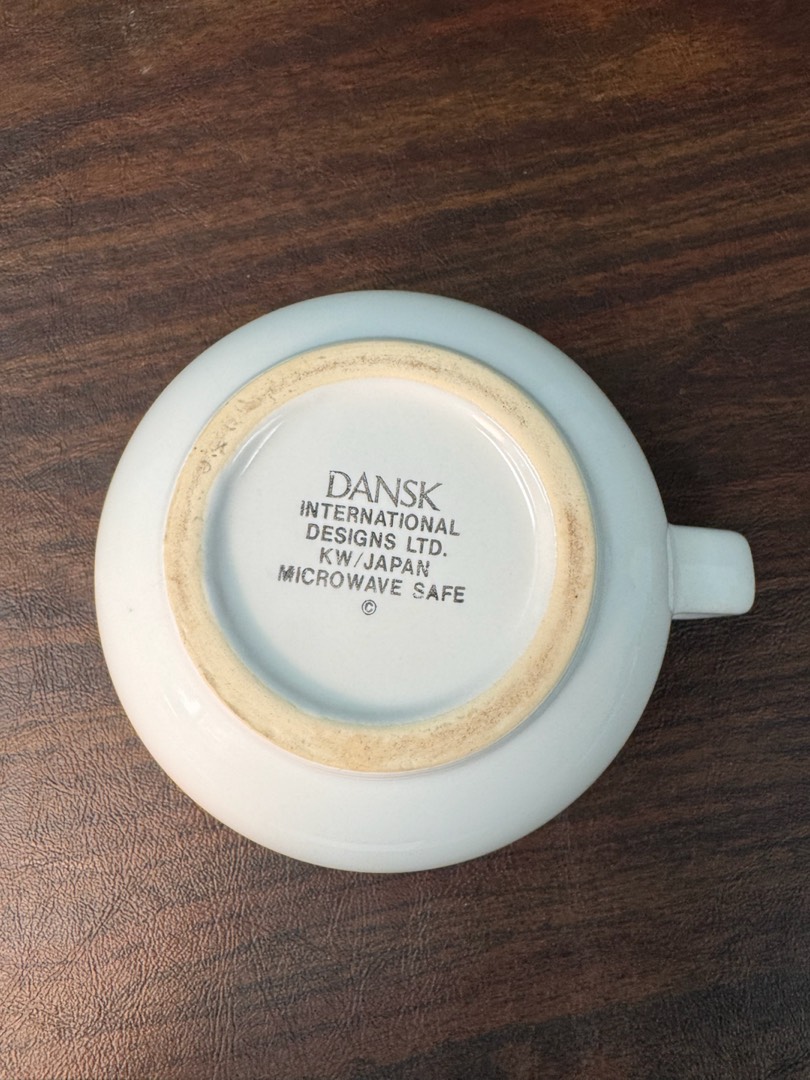 DANSK
INTERNATIONAL
DESIGNS LTD.
KW/JAPAN
MICROWAVE SAFE
©